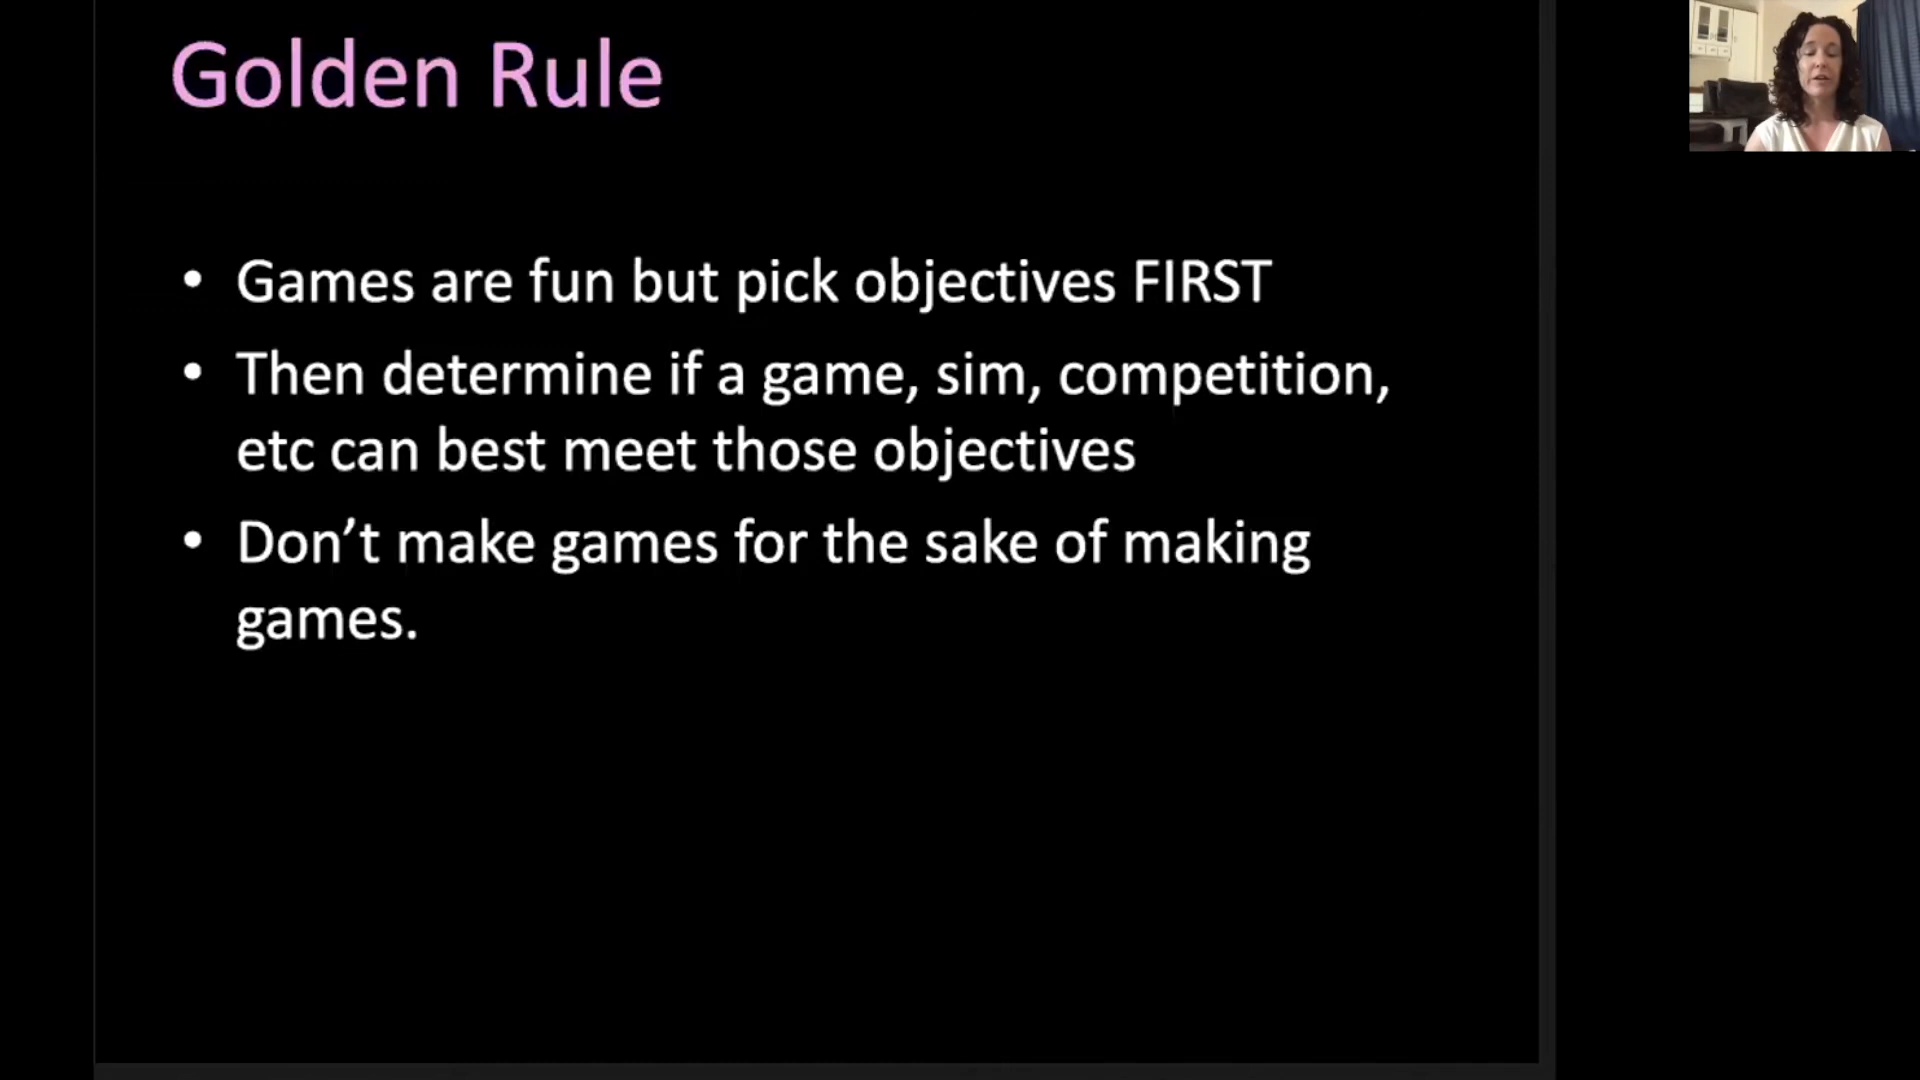 Golden Rule
• Games are fun but pick objectives FIRST
• Then determine if a game, sim, competition,
etc can best meet those objectives
• Don’t make games for the sake of making
games.